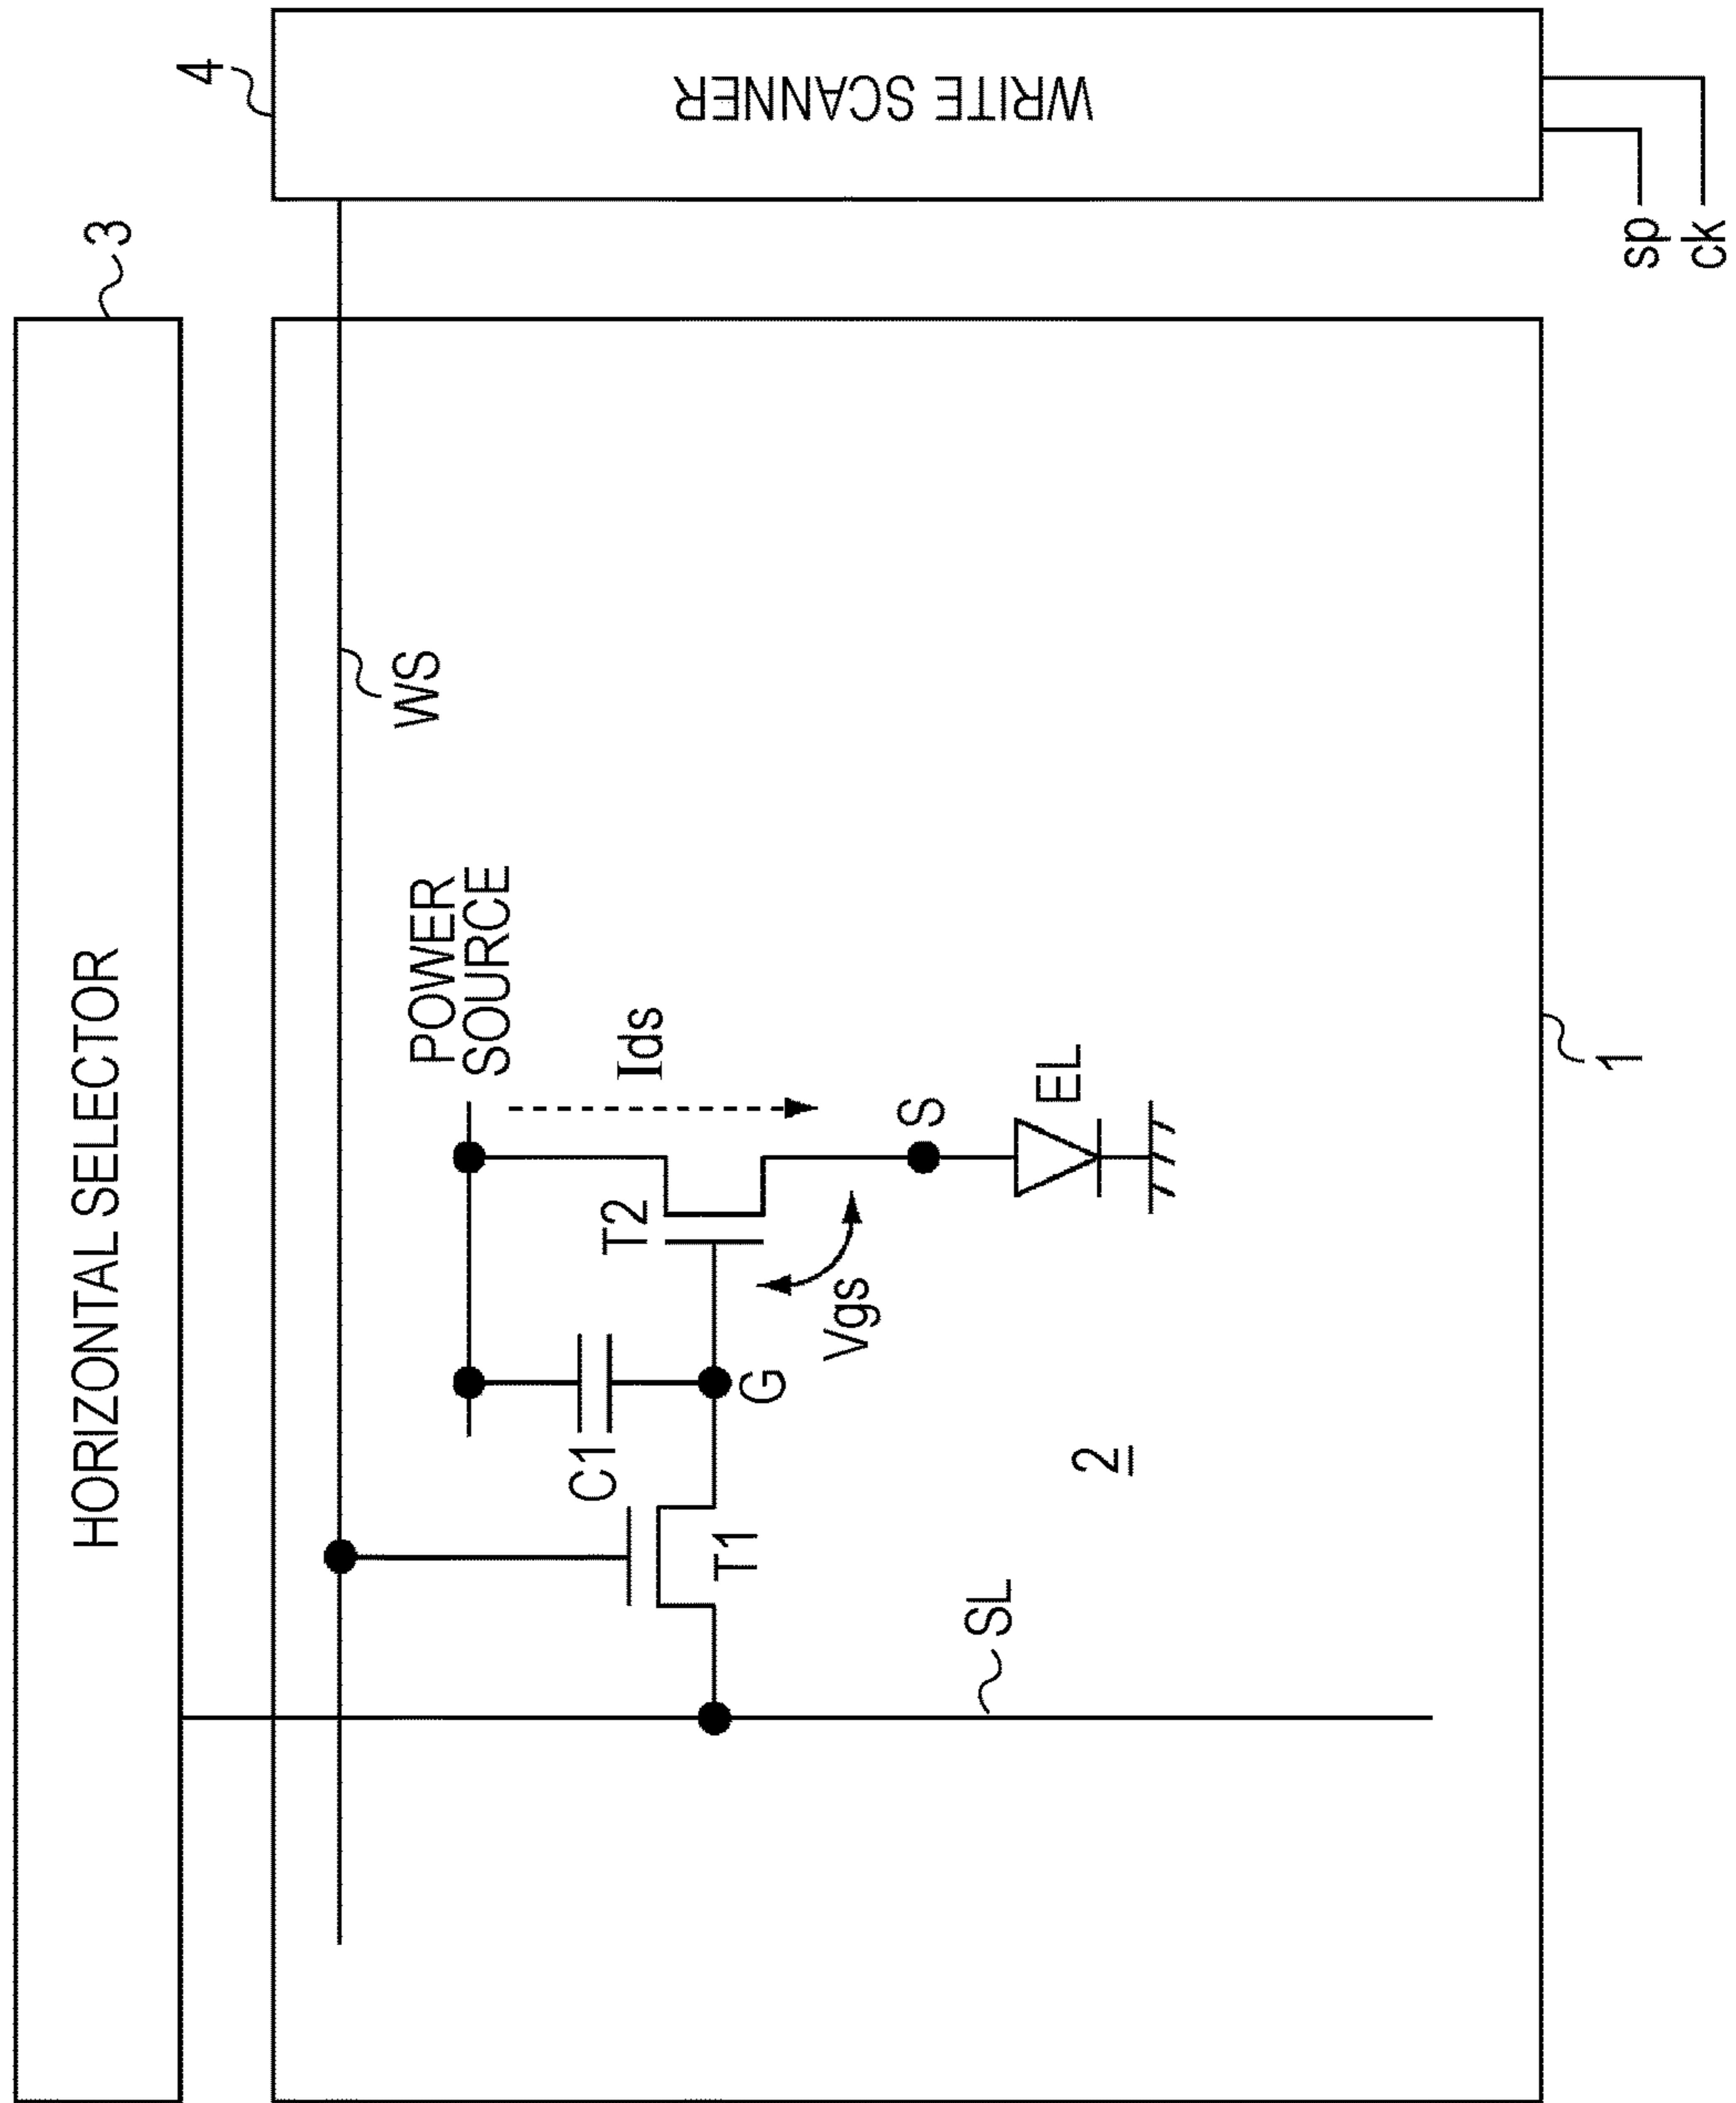 HORIZONTAL SELECTOR
3
4
WRITE SCANNER
WS
POWER
SOURCE
Ids
C1
T2
G
Vgs
S
T1
EL
SL
2
1
sp
ck